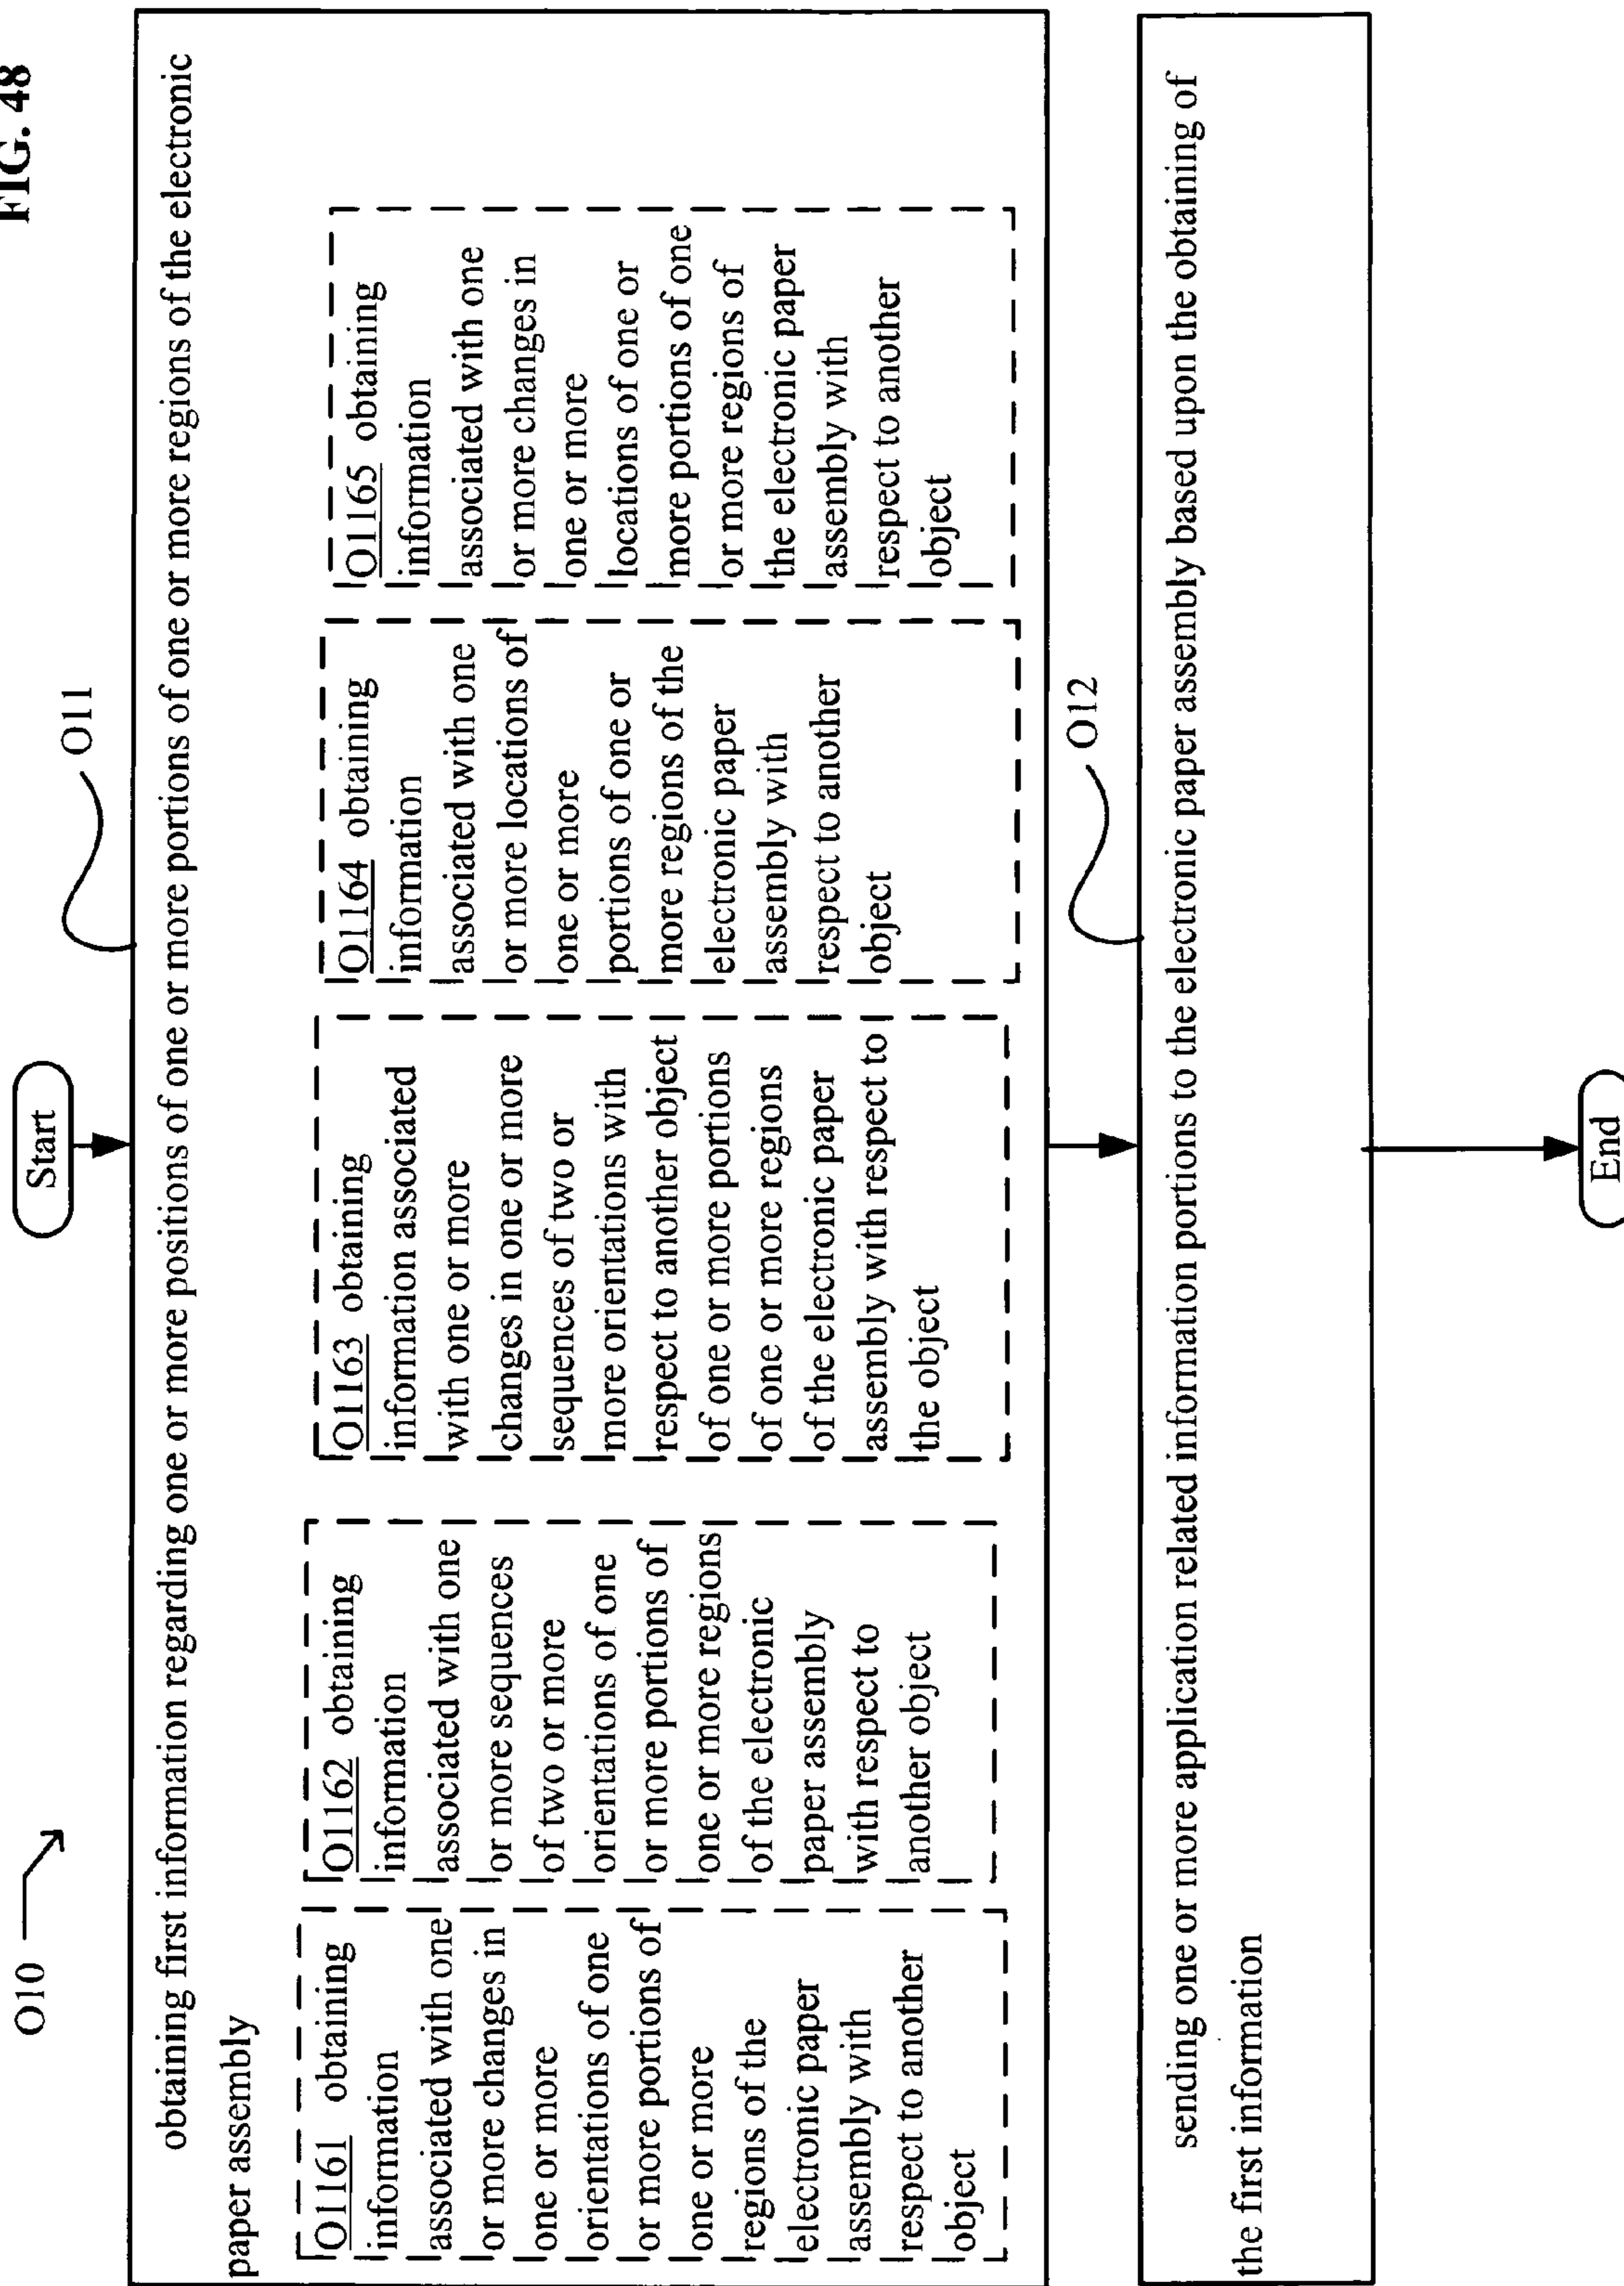 FIG. 48
O10
Start
O11
obtaining first information regarding one or more positions of one or more portions of one or more regions of the electronic
paper assembly
O1161 obtaining
information
associated with one
or more changes in
one or more
orientations of one
or more portions of
one or more
regions of the
electronic paper
assembly with
respect to another
object
O1162 obtaining
information
associated with one
or more sequences
of two or more
orientations of one
or more portions of
one or more regions
of the electronic
paper assembly
with respect to
another object
O1163 obtaining
information associated
with one or more
changes in one or more
sequences of two or
more orientations with
respect to another object
of one or more portions
of one or more regions
of the electronic paper
assembly with respect to
the object
O1164 obtaining
information
associated with one
or more locations of
one or more
portions of one or
more regions of the
electronic paper
assembly with
respect to another
object
O1165 obtaining
information
associated with one
or more changes in
one or more
locations of one or
more portions of one
or more regions of
the electronic paper
assembly with
respect to another
object
O12
sending one or more application related information portions to the electronic paper assembly based upon the obtaining of
the first information
End